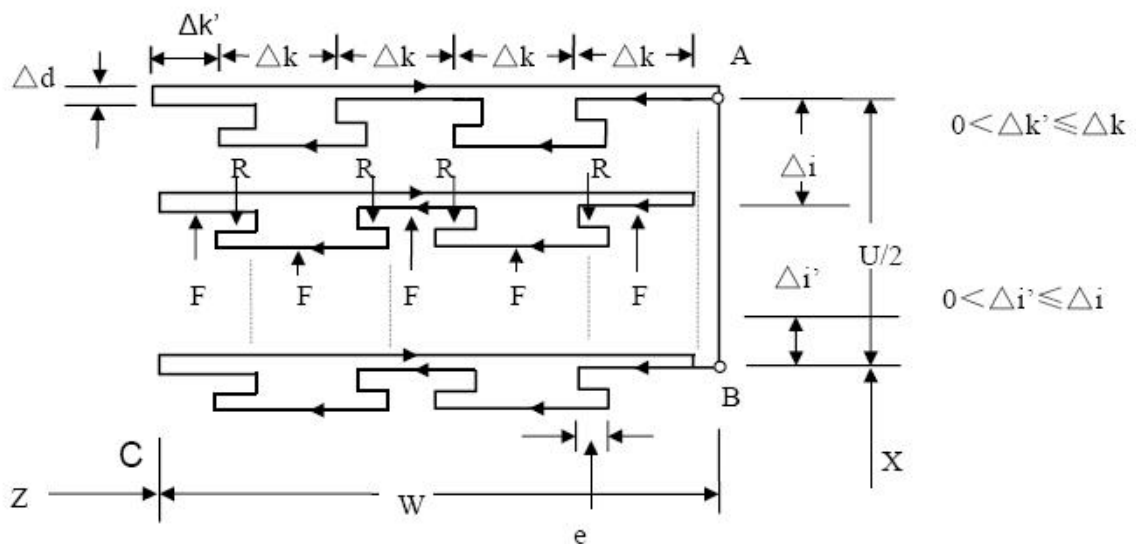 Δk’ △k △k △k △k A
△d
0＜△k’≤△k
R R R R △i
U/2
F F F F F △i’ 0＜△i’≤△i
B
C X
Z W
e